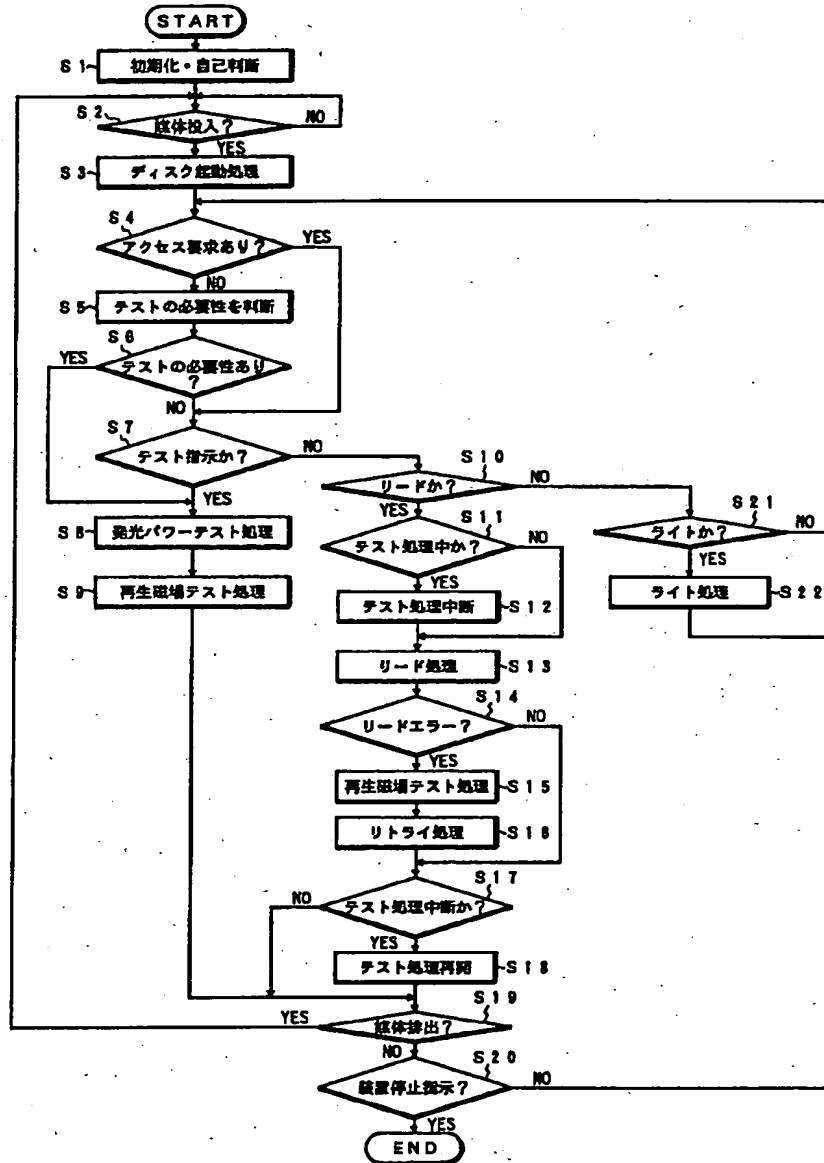 START
S1
初期化・自己判断
S2
媒体投入?
NO
YES
S3
ディスク起動処理
S4
アクセス要求あり?
YES
NO
S5
テストの必要性を判断
S6
YES
テストの必要性あり
?
NO
S7
テスト指示か?
NO
YES
S8
発光パワーテスト処理
S9
再生磁場テスト処理
S10
リードか?
NO
YES
S11
テスト処理中か?
NO
YES
テスト処理中断
S12
リード処理
S13
S14
リードエラー?
NO
YES
再生磁場テスト処理
S15
リトライ処理
S16
S17
NO
テスト処理中断か?
YES
テスト処理再開
S18
S19
YES
媒体排出?
NO
S20
装置停止指示?
NO
YES
END
S21
ライトか?
NO
YES
ライト処理
S22